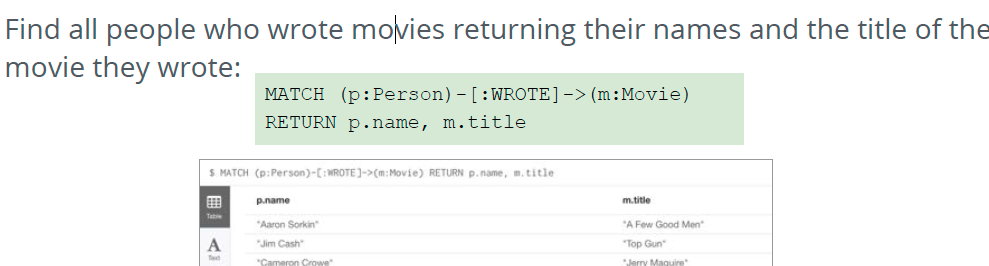 Find all people who wrote movies returning their names and the title of the
movie they wrote:
MATCH (p:Person)-[:WROTE]->(m:Movie)
RETURN p.name, m.title
$ MATCH (p:Person)-[:WROTE]->(m:Movie) RETURN p.name, m.title
p.name m.title
Table
"Aaron Sorkin" "A Few Good Men"
A "Jim Cash" "Top Gun"
Text
"Cameron Crowe" "Jerry Maguire"